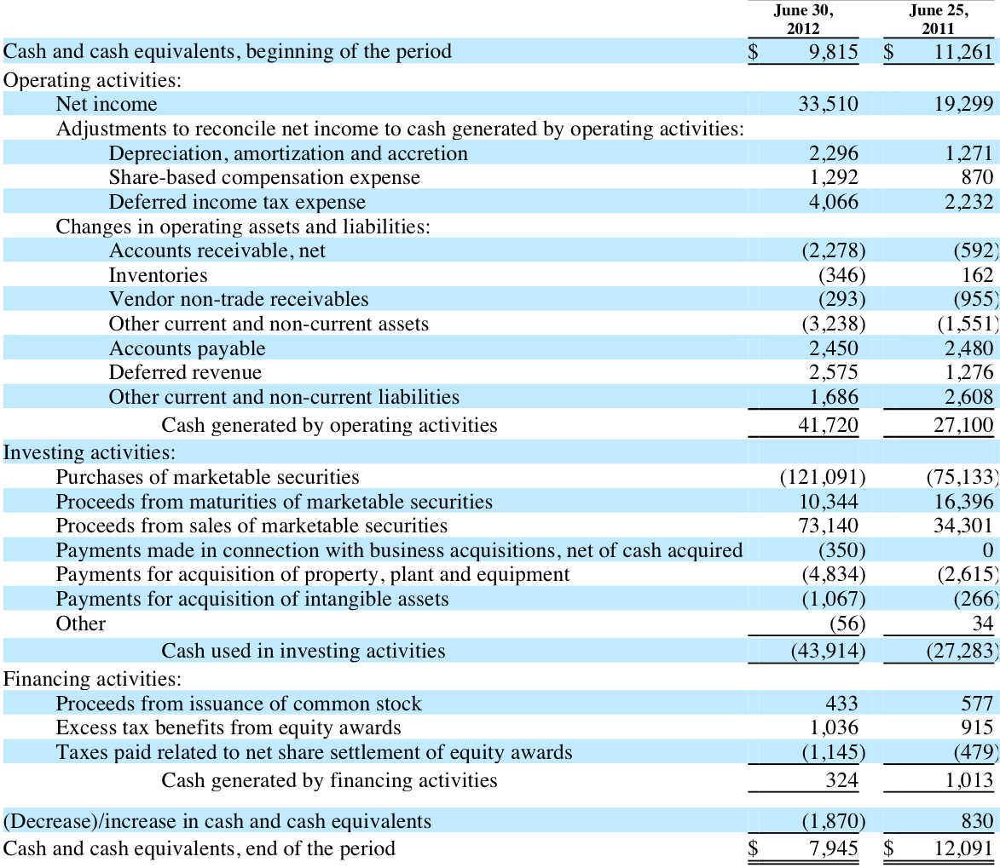 June 30, June 25,
2012 2011
Cash and cash equivalents, beginning of the period $ 9,815 $ 11,261
Operating activities:
Net income 33,510 19,299
Adjustments to reconcile net income to cash generated by operating activities:
Depreciation, amortization and accretion 2,296 1,271
Share-based compensation expense 1,292 870
Deferred income tax expense 4,066 2,232
Changes in operating assets and liabilities:
Accounts receivable, net (2,278) (592)
Inventories (346) 162
Vendor non-trade receivables (293) (955)
Other current and non-current assets (3,238) (1,551)
Accounts payable 2,450 2,480
Deferred revenue 2,575 1,276
Other current and non-current liabilities 1,686 2,608
Cash generated by operating activities 41,720 27,100
Investing activities:
Purchases of marketable securities (121,091) (75,133)
Proceeds from maturities of marketable securities 10,344 16,396
Proceeds from sales of marketable securities 73,140 34,301
Payments made in connection with business acquisitions, net of cash acquired (350) 0
Payments for acquisition of property, plant and equipment (4,834) (2,615)
Payments for acquisition of intangible assets (1,067) (266)
Other (56) 34
Cash used in investing activities (43,914) (27,283)
Financing activities:
Proceeds from issuance of common stock 433 577
Excess tax benefits from equity awards 1,036 915
Taxes paid related to net share settlement of equity awards (1,145) (479)
Cash generated by financing activities 324 1,013
(Decrease)/increase in cash and cash equivalents (1,870) 830
Cash and cash equivalents, end of the period $ 7,945 $ 12,091